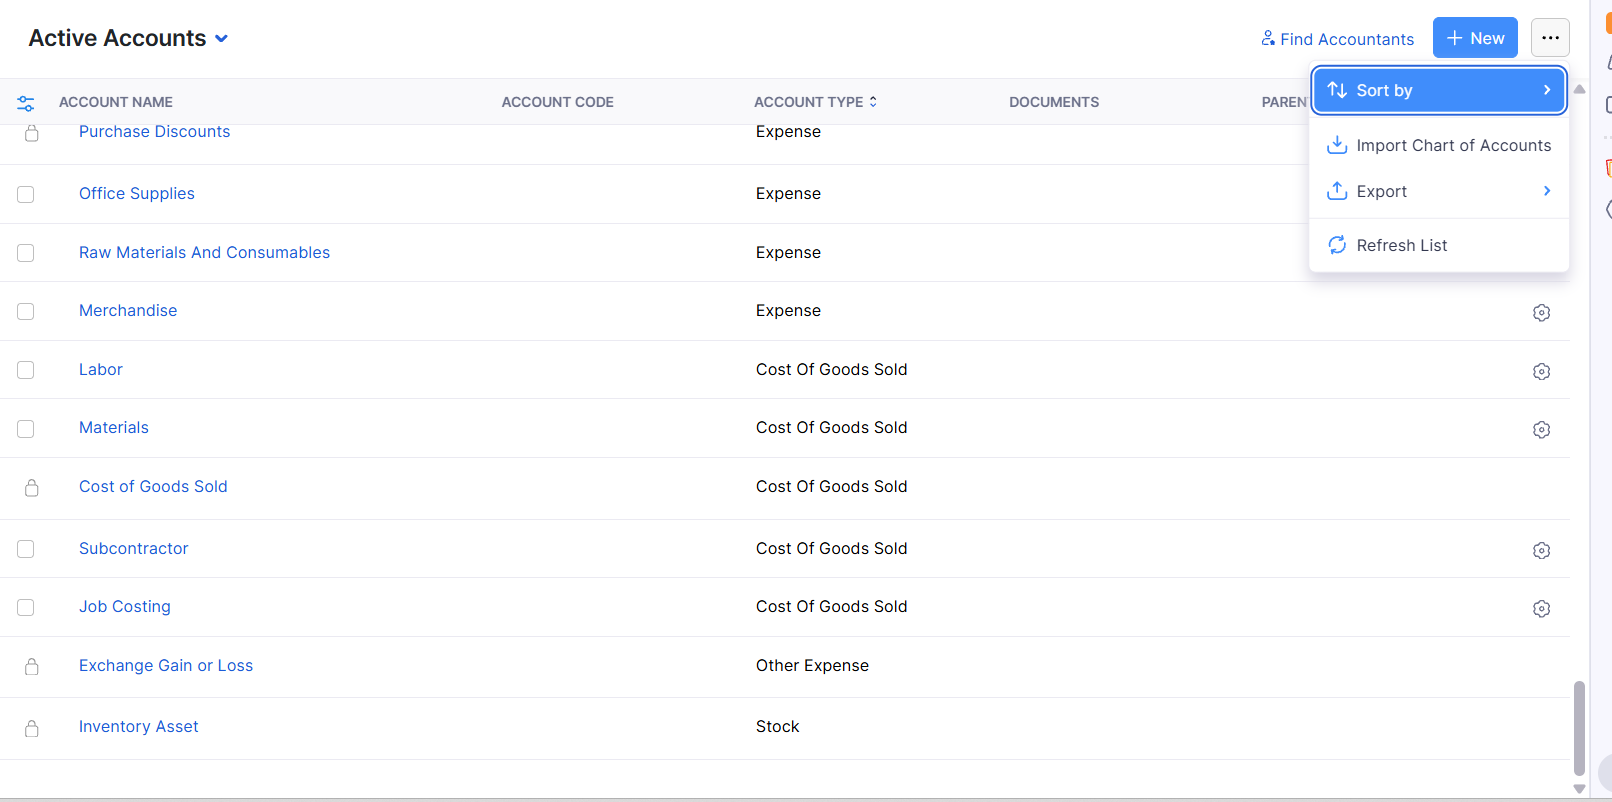 Active Accounts
Find Accountants
New
Sort by
Import Chart of Accounts
Export
Refresh List
ACCOUNT NAME ACCOUNT CODE ACCOUNT TYPE DOCUMENTS
Purchase Discounts Expense
Office Supplies Expense
Raw Materials And Consumables Expense
Merchandise Expense
Labor Cost Of Goods Sold
Materials Cost Of Goods Sold
Cost of Goods Sold Cost Of Goods Sold
Subcontractor Cost Of Goods Sold
Job Costing Cost Of Goods Sold
Exchange Gain or Loss Other Expense
Inventory Asset Stock